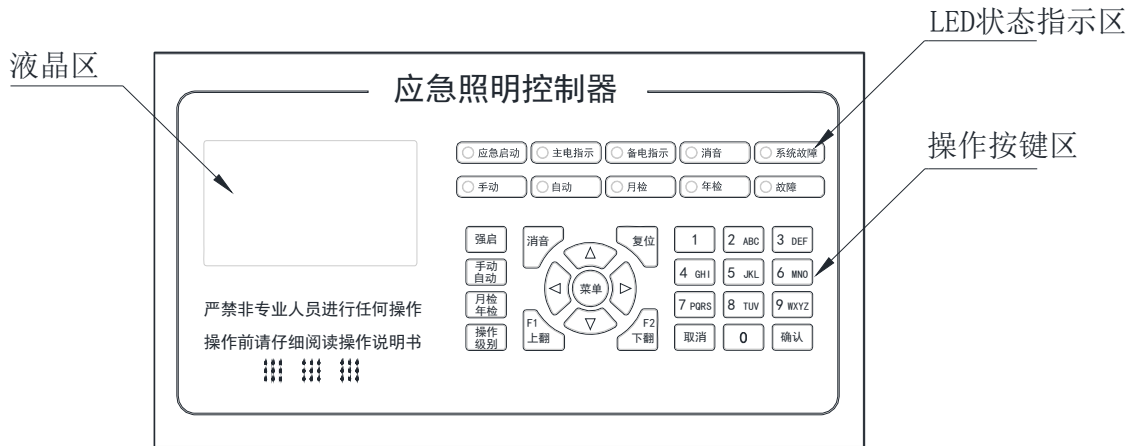 LED状态指示区
液晶区
应急照明控制器
应急启动 主电指示 备电指示 消音 系统故障
操作按键区
手动 自动 月检 年检 故障
强启 消音 复位 1 2 ABC 3 DEF
手动
自动
菜单
4 GHI 5 JKL 6 MNO
月检
年检
7 PQRS 8 TUV 9 WXYZ
F1
上翻
F2
下翻
操作
级别
取消 0 确认
严禁非专业人员进行任何操作
操作前请仔细阅读操作说明书